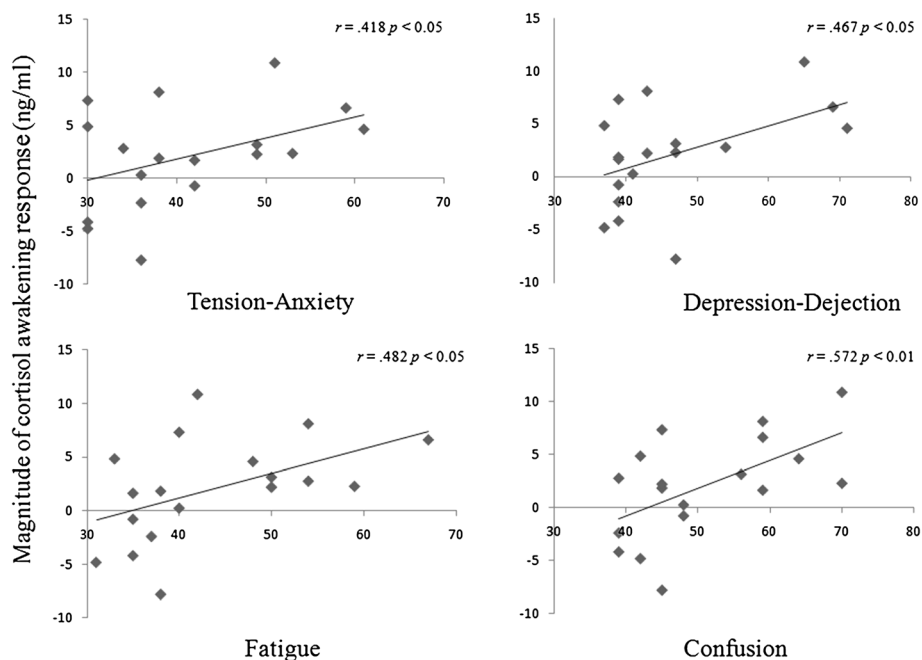 Magnitude of cortisol awakening response (ng/ml)
r = .418 p < 0.05
15
10
5
0
-5
-10
30 40 50 60 70
Tension-Anxiety
r = .467 p < 0.05
15
10
5
0
-5
-10
30 40 50 60 70 80
Depression-Dejection
r = .482 p < 0.05
15
10
5
0
-5
-10
30 40 50 60 70
Fatigue
r = .572 p < 0.01
15
10
5
0
-5
-10
30 40 50 60 70 80
Confusion